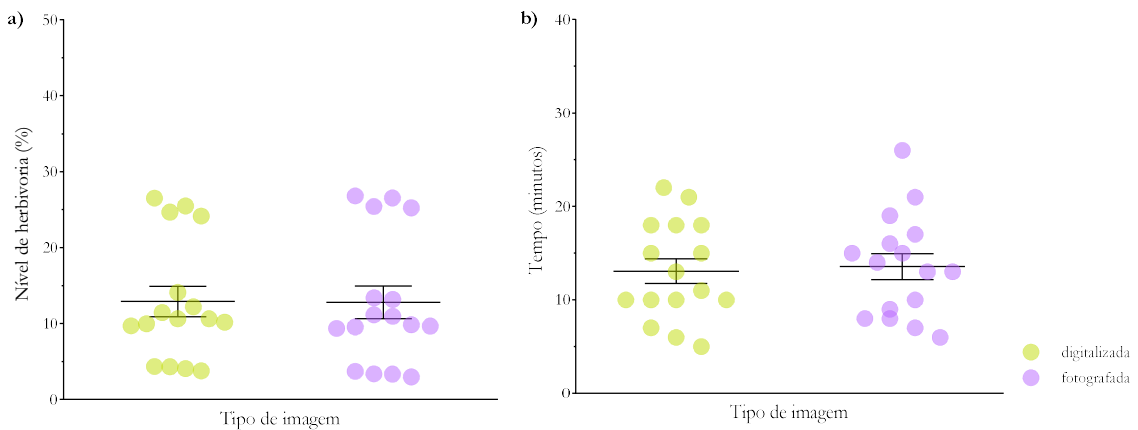 a)
50
40
30
20
10
0
Nível de herbivoria (%)
Tipo de imagem
b)
40
30
20
10
0
Tempo (minutos)
Tipo de imagem
digitalizada
fotografada